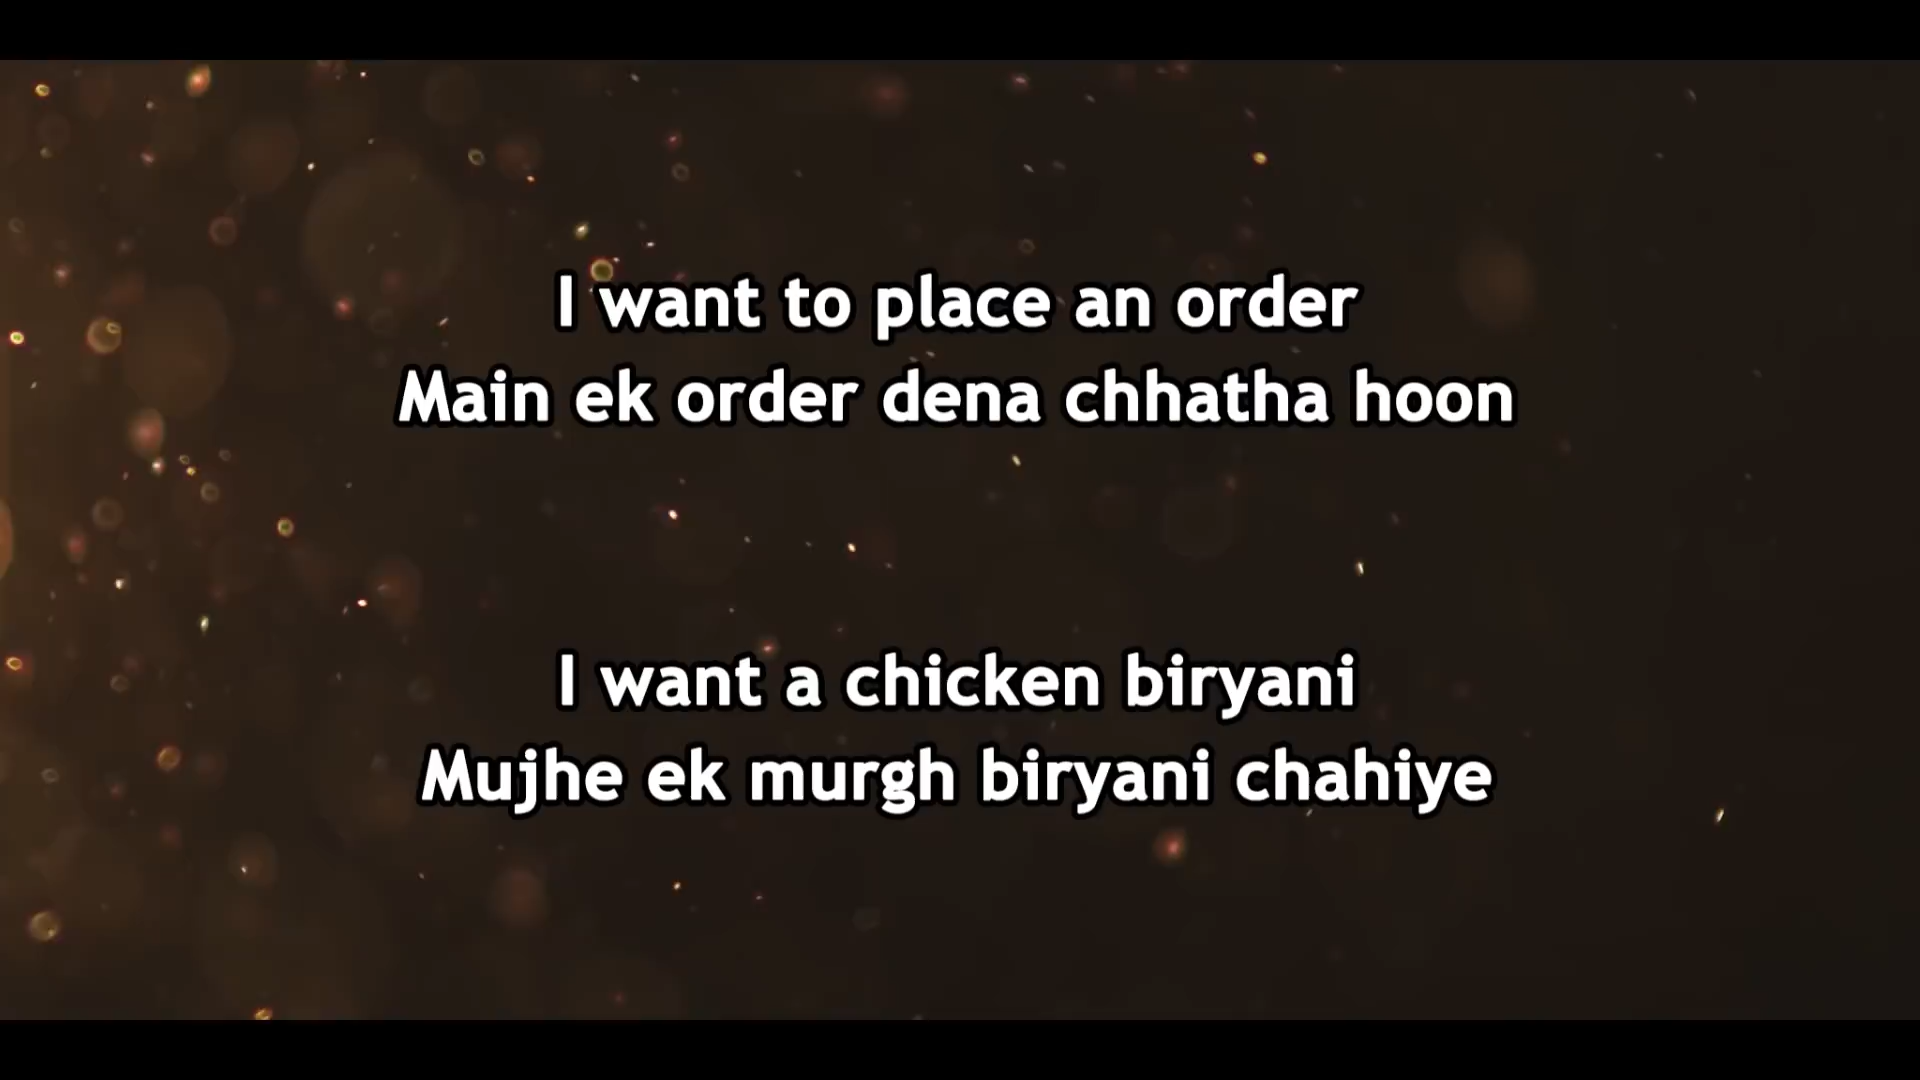 I want to place an order
Main ek order dena chhatha hoon
I want a chicken biryani
Mujhe ek murgh biryani chahiye